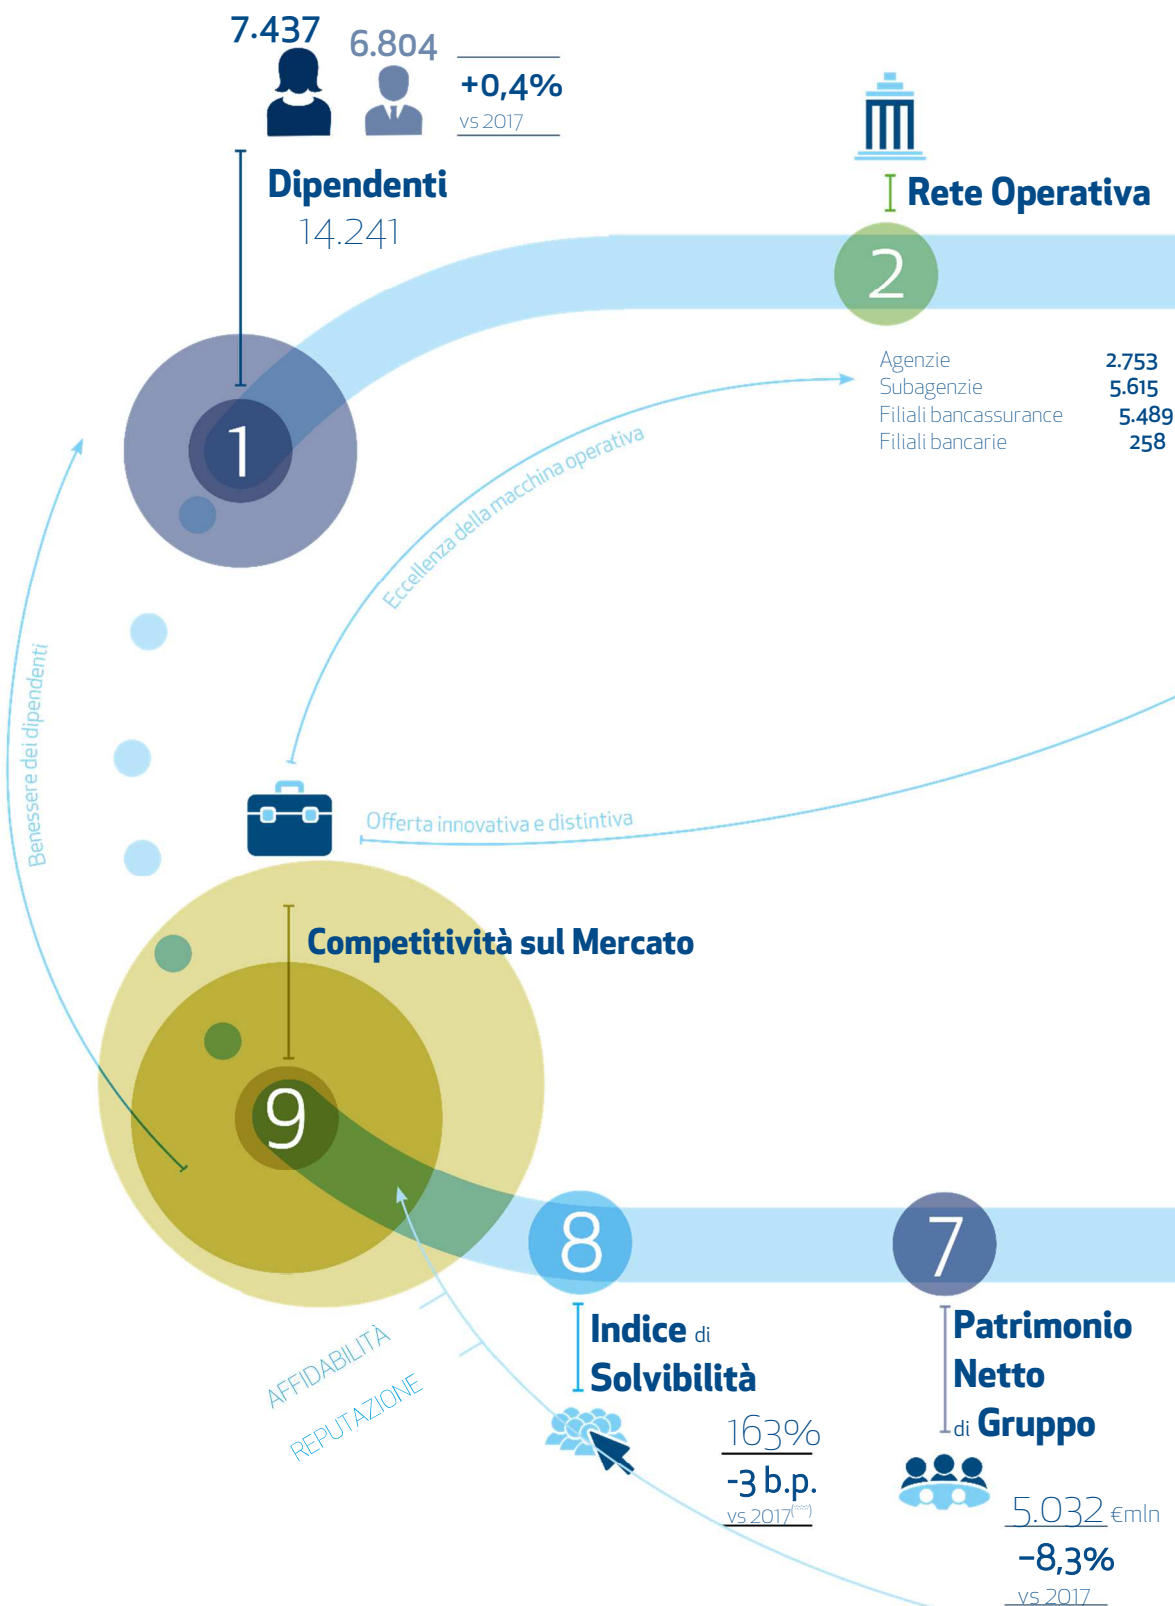 7.437
6.804
+0,4%
vs 2017
Dipendenti
14.241
Rete Operativa
2
Agenzie 2.753
Subagenzie 5.615
Filiali bancassurance 5.489
Filiali bancarie 258
1
Eccellenza della macchina operativa
Benessere dei dipendenti
Offerta innovativa e distintiva
Competitività sul Mercato
9
8
7
AFFIDABILITÀ
REPUTAZIONE
Indice di
Solvibilità
163%
-3 b.p.
vs 2017
Patrimonio
Netto
di Gruppo
5.032 €mln
-8,3%
vs 2017